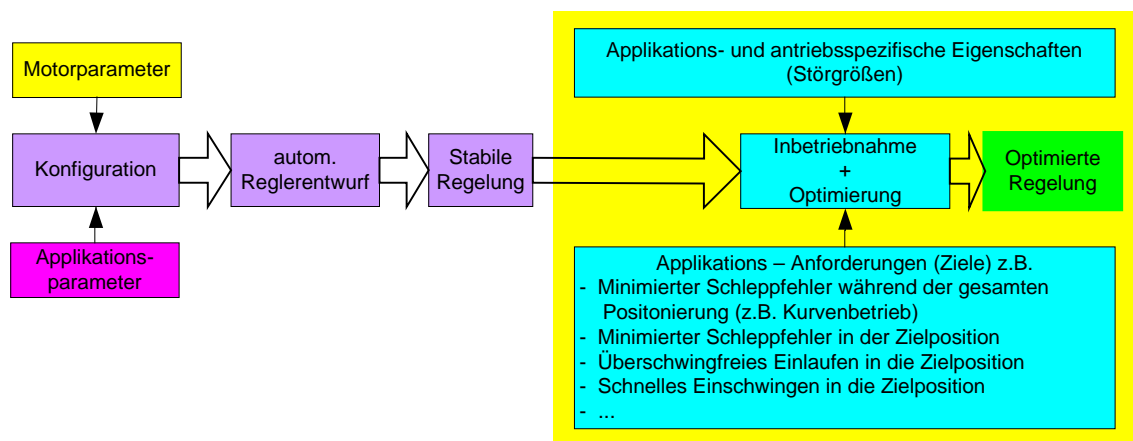 Motorparameter
Konfiguration
Applikations-
parameter
autom.
Reglerentwurf
Stabile
Regelung
Applikations- und antriebsspezifische Eigenschaften
(Störgrößen)
Inbetriebnahme
+
Optimierung
Optimierte
Regelung
Applikations – Anforderungen (Ziele) z.B.
- Minimierter Schleppfehler während der gesamten
Positonierung (z.B. Kurvenbetrieb)
- Minimierter Schleppfehler in der Zielposition
- Überschwingfreies Einlaufen in die Zielposition
- Schnelles Einschwingen in die Zielposition
- ...